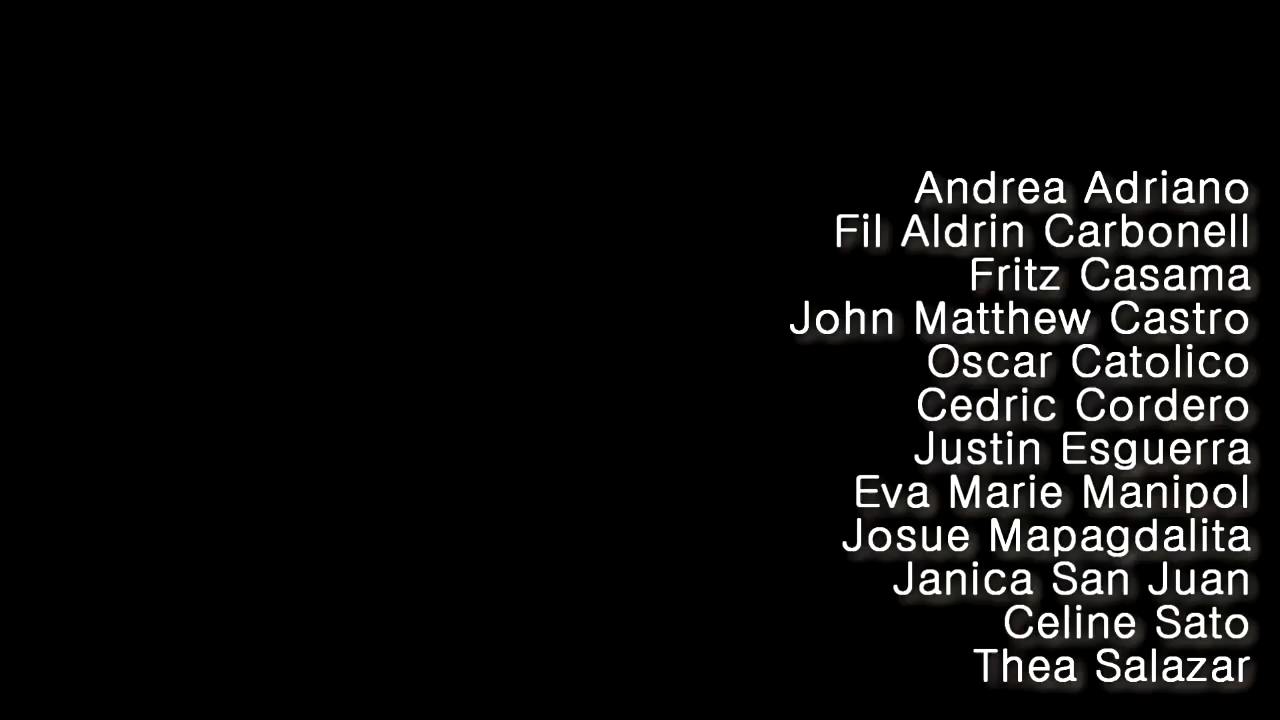 Andrea Adriano
Fil Aldrin Carbonell
Fritz Casama
John Matthew Castro
Oscar Catolico
Cedric Cordero
Justin Esguerra
Eva Marie Manipol
Josue Mapagdalita
Janica San Juan
Celine Sato
Thea Salazar